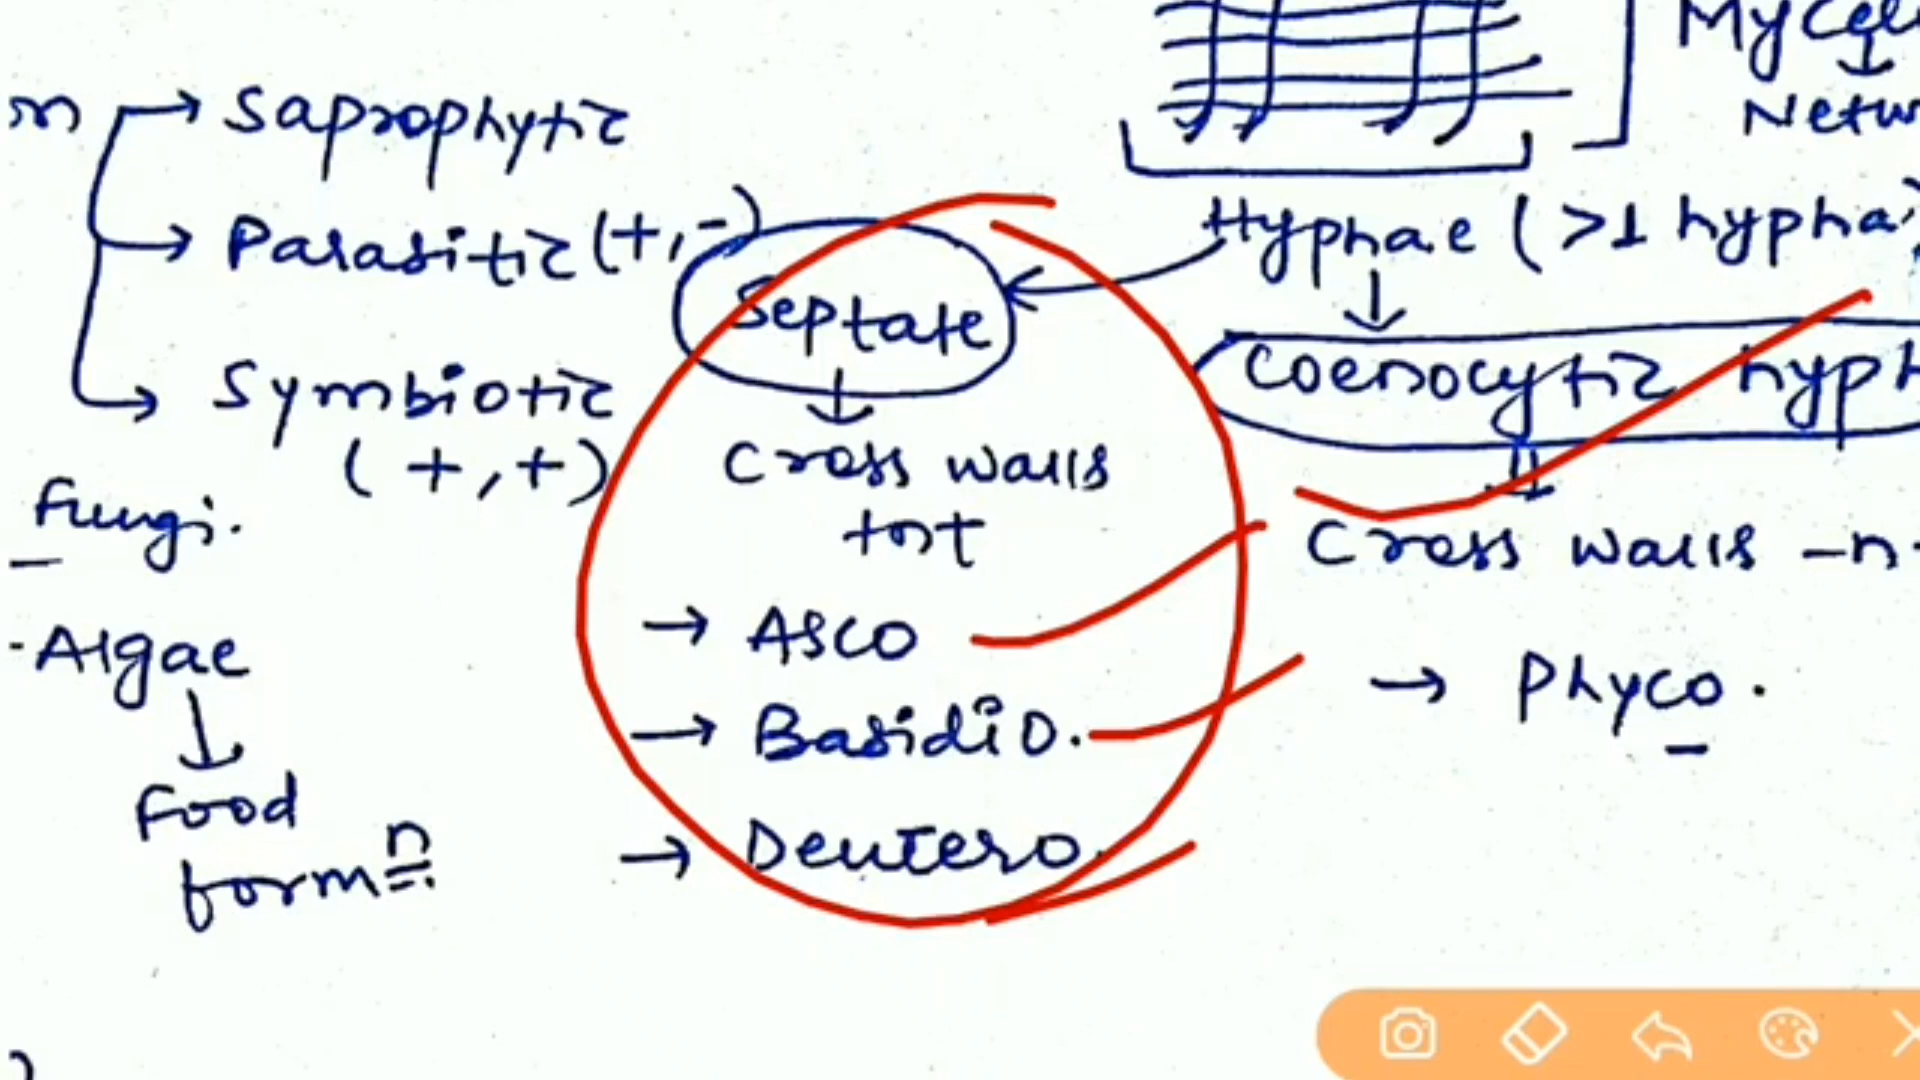 → Saprophytic
→ Parasitic (+,-)
→ Symbiotic
(+,+)
Fungi.
-Algae
↓
Food
formⁿ.
Septate
↓
Cross walls
Asco
→ Basidio.
→ Deutero.
Hyphae (>1 hypha)
↓
Coenocytic
↓
Cross walls
→ Phyco.